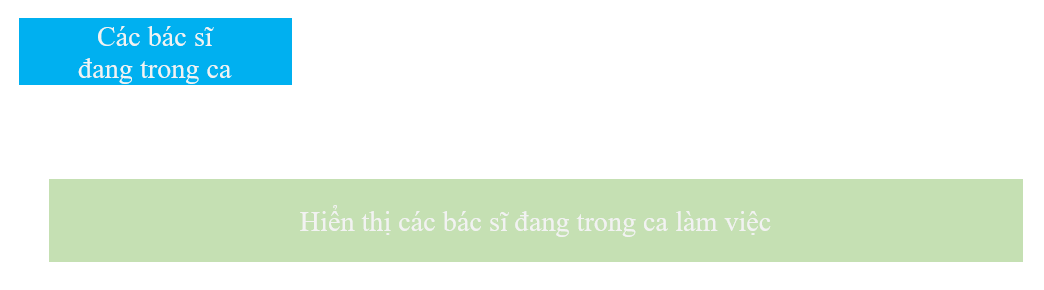 Các bác sĩ
đang trong ca
Hiển thị các bác sĩ đang trong ca làm việc